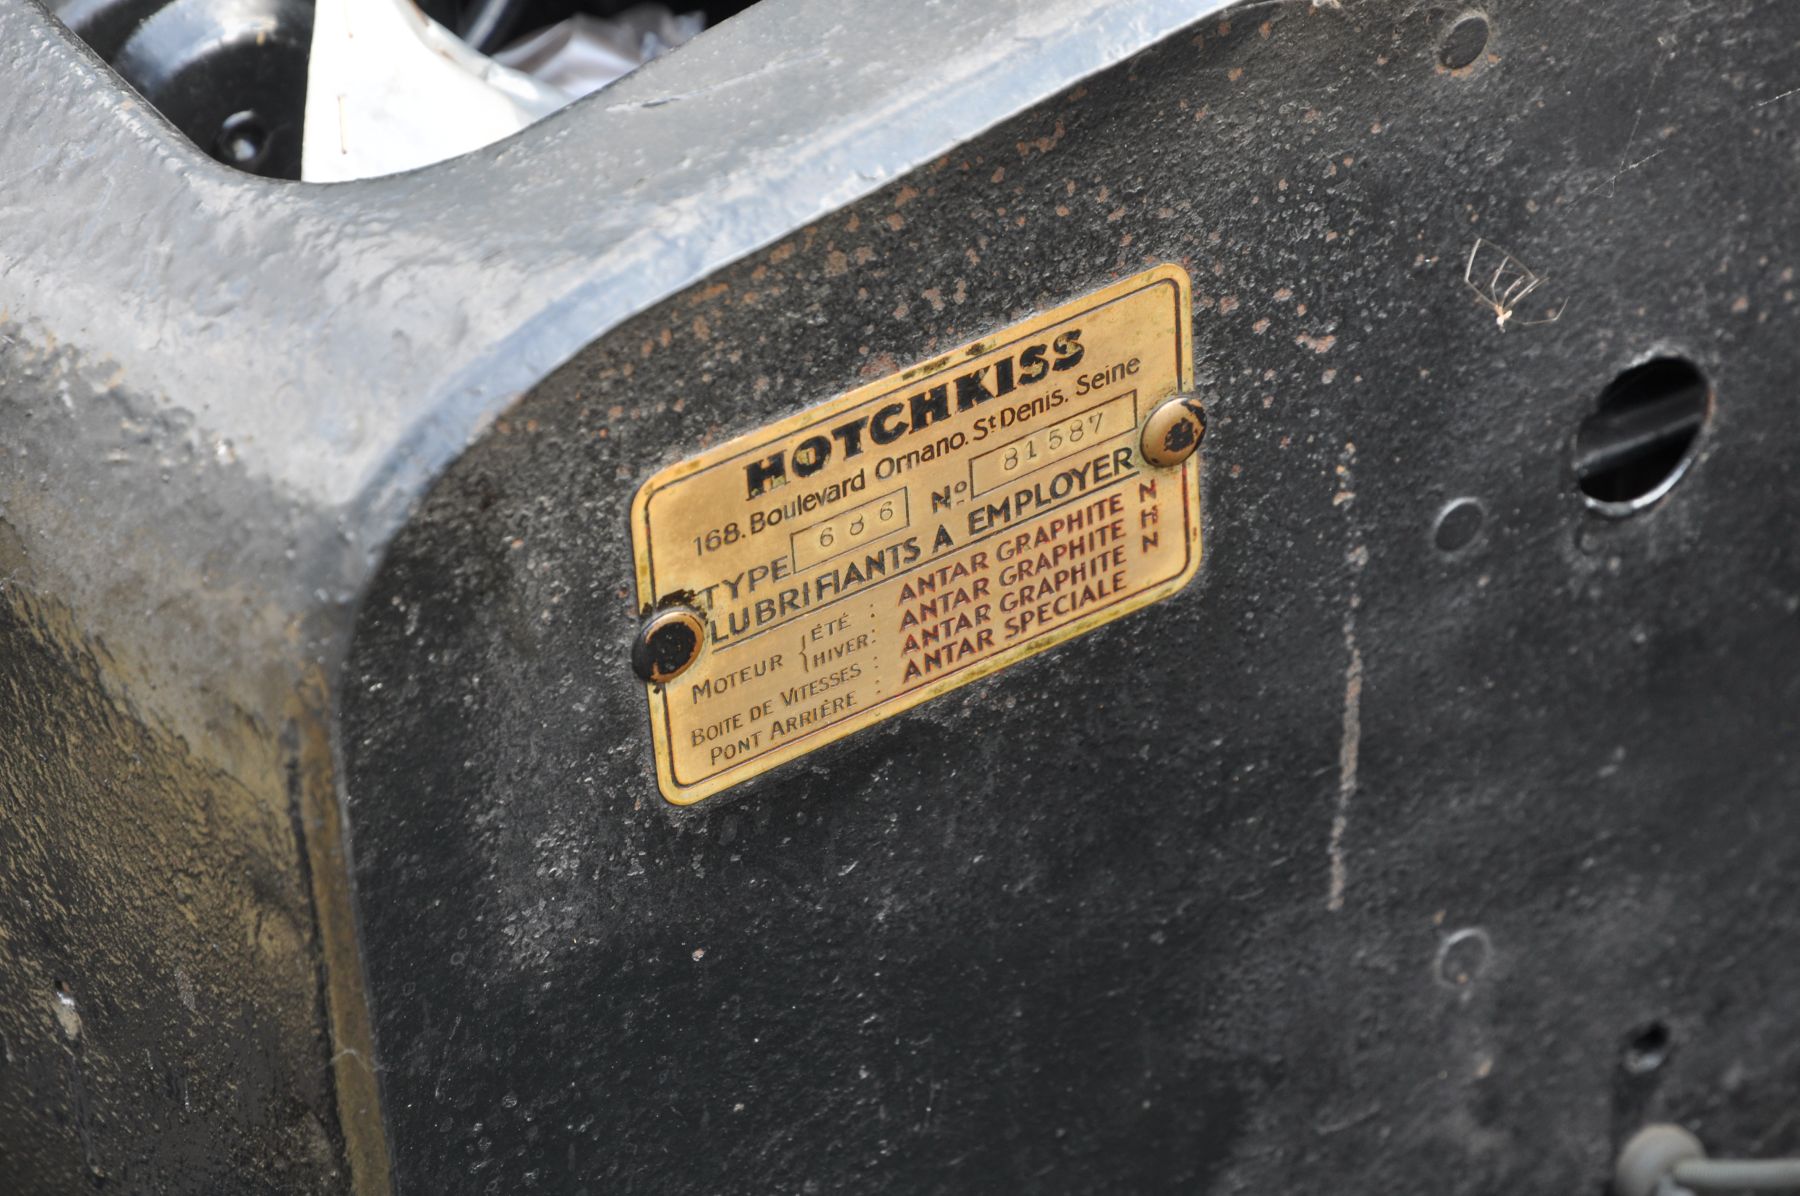 HOTCHKISS
168. Boulevard Ornano. St Denis. Seine
TYPE 686 No 81587
LUBRIFIANTS A EMPLOYER
MOTEUR { ÉTÉ : ANTAR GRAPHITE N
HIVER: ANTAR GRAPHITE H
BOITE DE VITESSES : ANTAR GRAPHITE N
PONT ARRIÈRE : ANTAR SPECIALE